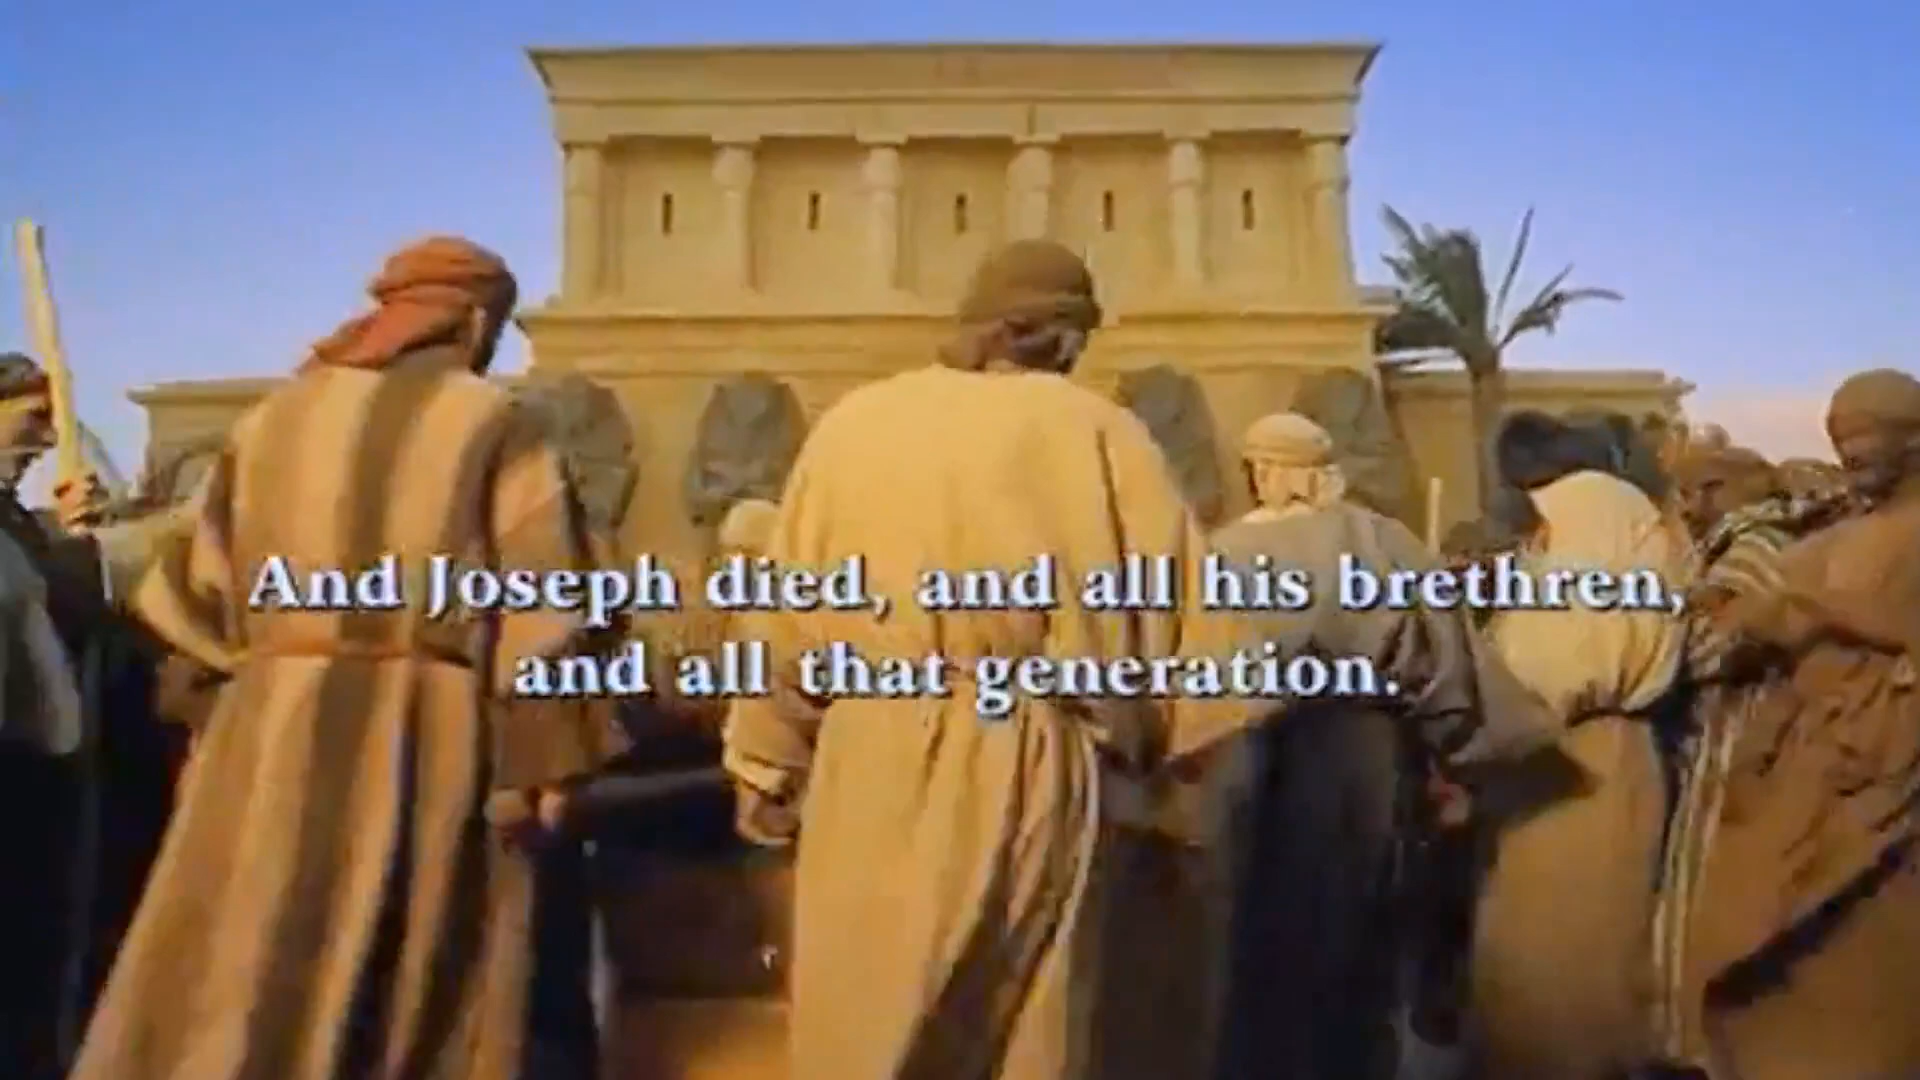 And Joseph died, and all his brethren,
and all that generation.